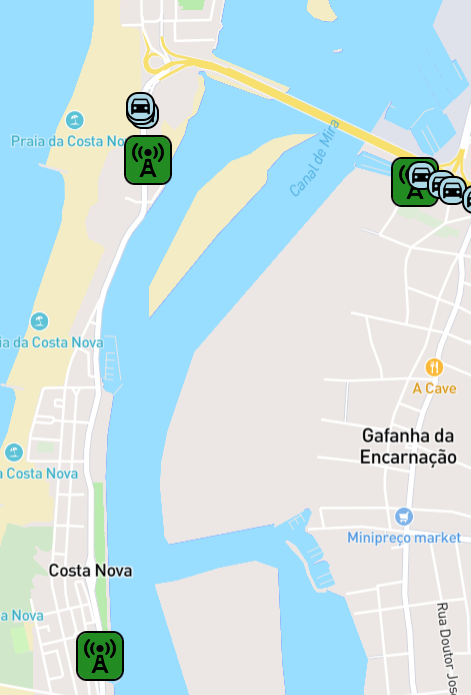 Praia da Costa No
Canal de Mira
ia da Costa Nova
A Cave
Gafanha da
Encarnação
a Costa Nova
Minipreço market
Costa Nova
a Nova
Rua Doutor Jos